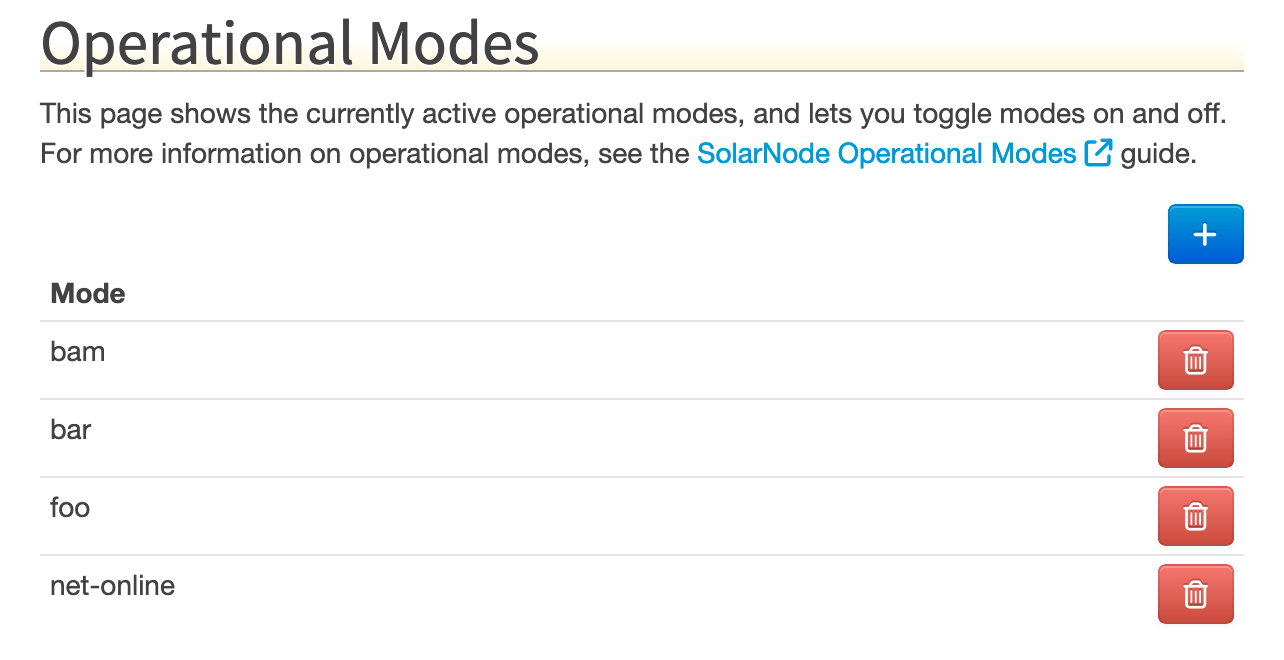 Operational Modes
This page shows the currently active operational modes, and lets you toggle modes on and off.
For more information on operational modes, see the SolarNode Operational Modes guide.
Mode
bam
bar
foo
net-online